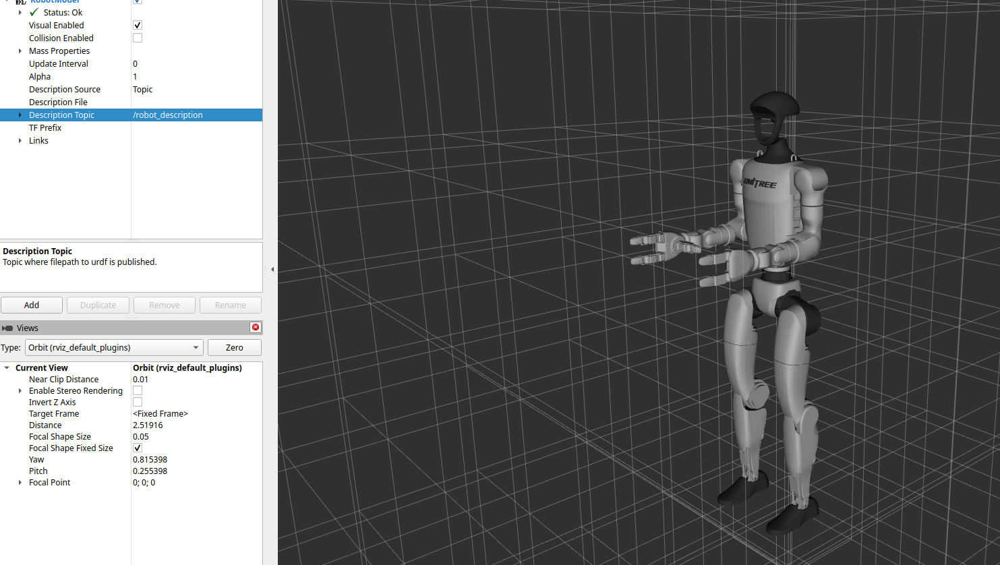 RobotModel
Status: Ok
Visual Enabled
Collision Enabled
Mass Properties
Update Interval 0
Alpha 1
Description Source Topic
Description File
Description Topic /robot_description
TF Prefix
Links
Description Topic
Topic where filepath to urdf is published.
Add Duplicate Remove Rename
Views
Type: Orbit (rviz_default_plugins) Zero
Current View Orbit (rviz_default_plugins)
Near Clip Distance 0.01
Enable Stereo Rendering
Invert Z Axis
Target Frame <Fixed Frame>
Distance 2.51916
Focal Shape Size 0.05
Focal Shape Fixed Size
Yaw 0.815398
Pitch 0.255398
Focal Point 0; 0; 0
UNITREE